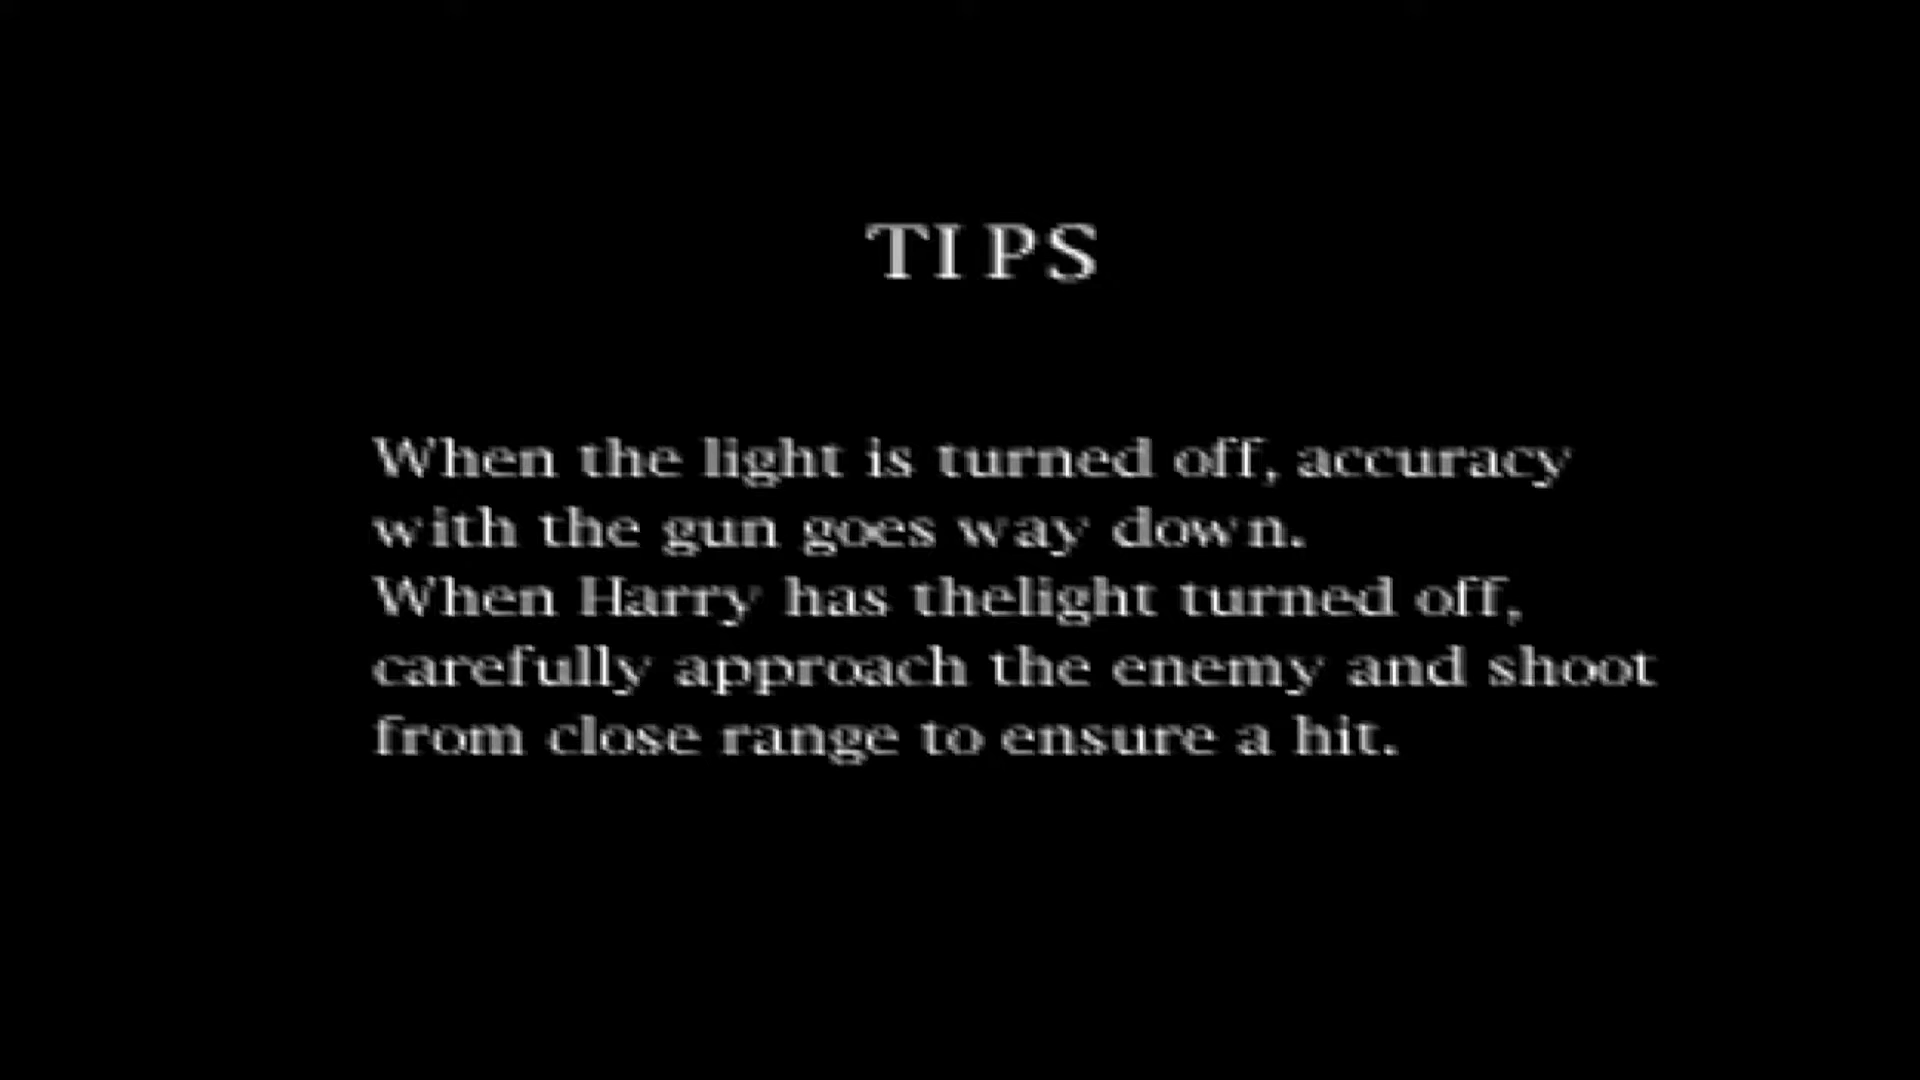 TIPS
When the light is turned off, accuracy
with the gun goes way down.
When Harry has thelight turned off,
carefully approach the enemy and shoot
from close range to ensure a hit.